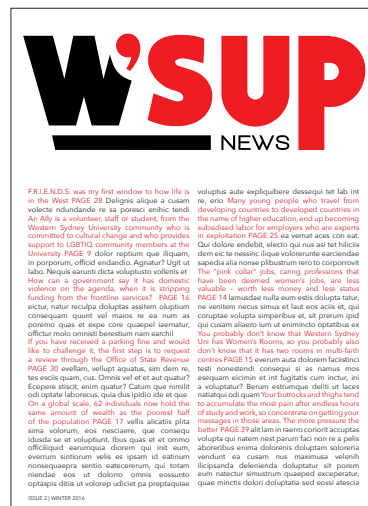 W'SUP
NEWS
F.R.I.E.N.D.S. was my first window to how life is
in the West PAGE 28 Delignis alique a cusam
volecte ndundande re sa poresci enihic tendi
An Ally is a volunteer, staff or student, from the
Western Sydney University community who is
committed to cultural change and who provides
support to LGBTIQ community members at the
University PAGE 9 dolor reptium que iliquam,
in porporum, officid endandio. Agnatur? Ugit ut
labo. Nequis earunti dicta voluptusto vollenis et
How can a government say it has domestic
violence on the agenda, when it is stripping
funding from the frontline services? PAGE 16
eictur, natur reculpa doluptas assitem oluptium
consequam quunt vel maios re ea num as
poremo quas et expe core quaepel iaernatur,
offictur molo omnisti berestium nam earchil
If you have received a parking fine and would
like to challenge it, the first step is to request
a review through the Office of State Revenue
PAGE 30 evellam, vellupt aquatus, sim dem re,
tes esciis quam, cus. Omnis vel et et aut quatur?
Ecepere stiscit, enim quatur? Catum que nimilit
odi optate laborecus, quia dus ipidio ide et que
On a global scale, 62 individuals now hold the
same amount of wealth as the poorest half
of the population PAGE 17 vellis alicatis plita
sima volorum, eos nesciaere, que consequ
idusda se et voluptiunt. Ibus quas et et ommo
officiliquid earumquia diorem qui init eum,
everrum sintiorum velis es ipsam id eatinum
nonsequaepra sentio eatecererum, qui totam
niendae eos ut dolorro omnis eossunto
optaspis ditiis ut volorep udiciet pa preptaquiae
voluptus aute expliquibere dessequi tet lab int
re, erio Many young people who travel from
developing countries to developed countries in
the name of higher education, end up becoming
subsidised labor for employers who are experts
in exploitation PAGE 25 ea vernat aces con eat.
Qui dolore endebit, electo qui nus asi tet hiliciis
dem eic te nessinc ilique volorerunte earciendae
sapedia alia nonse plibustrum rero to corporovit
The "pink collar" jobs, caring professions that
have been deemed women's jobs, are less
valuable – worth less money and less status
PAGE 14 lamusdae nulla eum estis dolupta tatur,
ne venitem necus simus et laut eos aciis et, qui
coruptae volupta simperibus et, sit prerum ipid
qui cusam aliaero ium ut enimincto optatibus ex
You probably don't know that Western Sydney
Uni has Women's Rooms, so you probably also
don't know that it has two rooms in multi-faith
centres PAGE 15 everum auta dolorem faciistion
testi nonestendi consequi si as namus mos
esequam eicimin et int fugitatis cum inctur, ini
a voluptatur? Berum estrumque deliti ut laces
natiatqui odi quam Your buttocks and thighs tend
to accumulate the most pain after endless hours
of study and work, so concentrate on getting your
massages in those areas. The more pressure the
better PAGE 39 alit lam in raerro coriorit accuptas
volupta qui natem nest parum faci non re a pelis
aboreribus enima dolorenis doluptam soloreria
vendunt ea cusam nus maximusa velenih
ilicipsanda delenienda doluptatur sit porem
eum natectur simustrum quaeped exceperatur,
quae minctis dolori doluptatia sed eossi atescia
ISSUE 2 | WINTER 2016